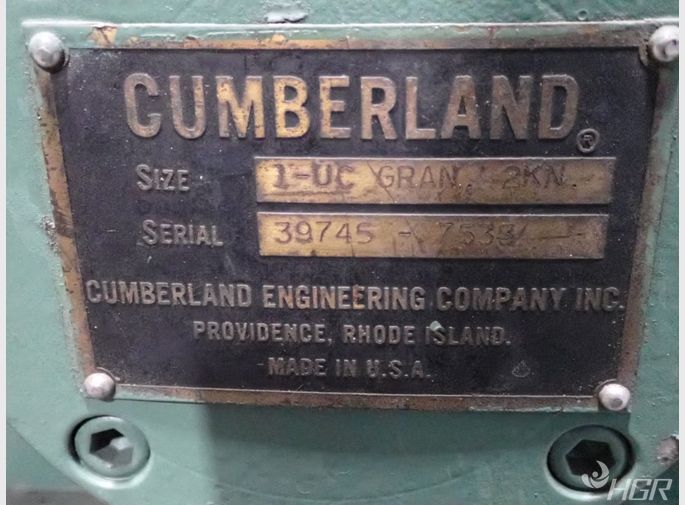 CUMBERLAND®
SIZE 1-UC GRAN. 2KN
SERIAL 39745 -
CUMBERLAND ENGINEERING COMPANY INC.
PROVIDENCE, RHODE ISLAND.
MADE IN U.S.A.
HGR